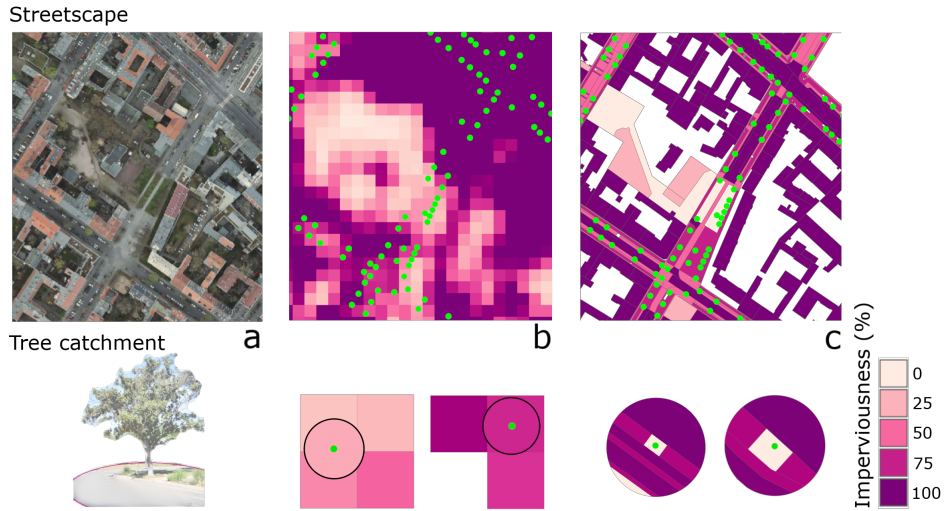 Streetscape
a
b
c
Tree catchment
Imperviousness (%)
0
25
50
75
100